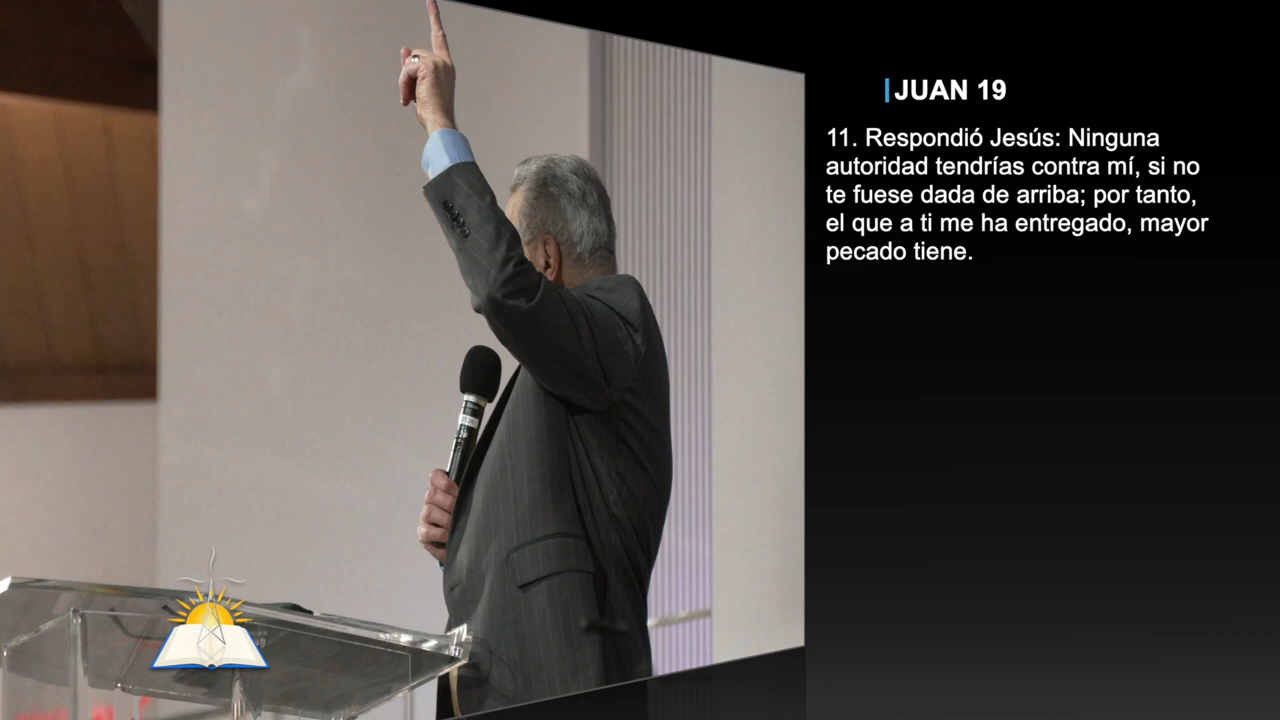 JUAN 19
11. Respondió Jesús: Ninguna
autoridad tendrías contra mí, si no
te fuese dada de arriba; por tanto,
el que a ti me ha entregado, mayor
pecado tiene.